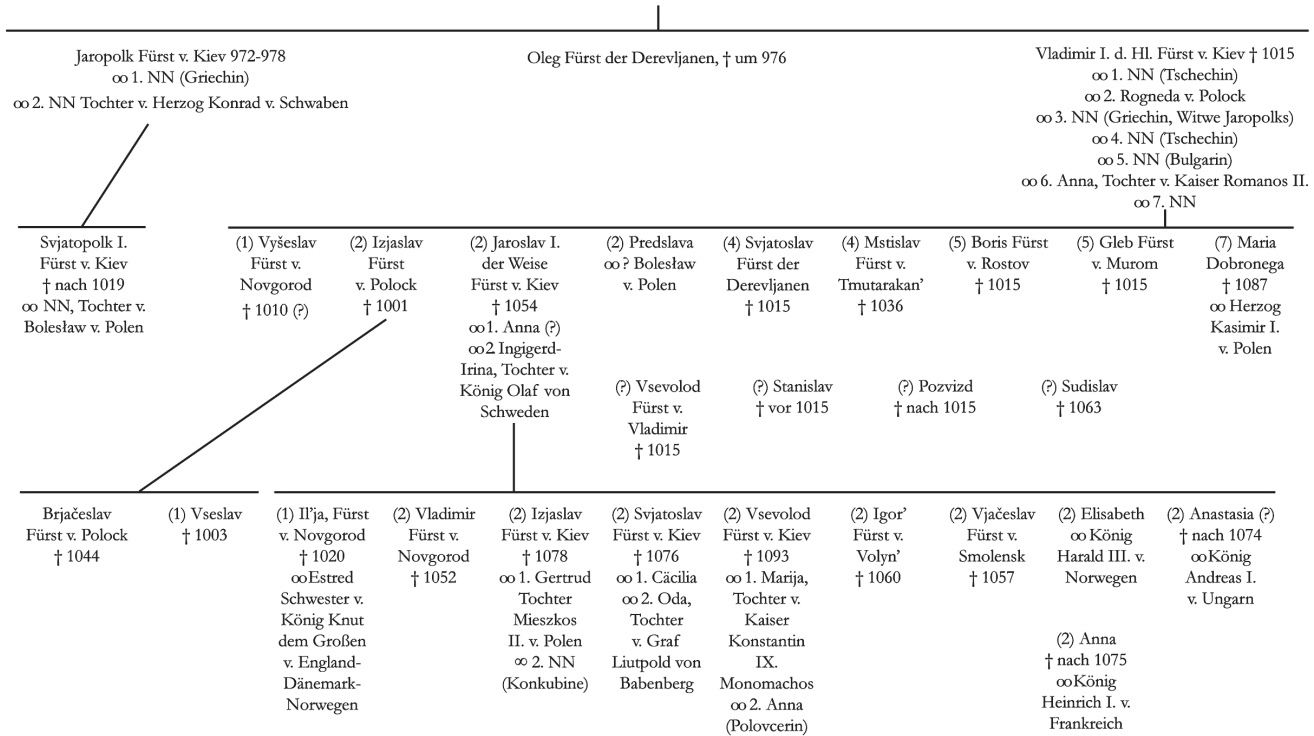 Jaropolk Fürst v. Kiev 972-978
∞ 1. NN (Griechin)
∞ 2. NN Tochter v. Herzog Konrad v. Schwaben
Oleg Fürst der Derevljanen, † um 976
Vladimir I. d. Hl. Fürst v. Kiev † 1015
∞ 1. NN (Tschechin)
∞ 2. Rogneda v. Polock
∞ 3. NN (Griechin, Witwe Jaropolks)
∞ 4. NN (Tschechin)
∞ 5. NN (Bulgarin)
∞ 6. Anna, Tochter v. Kaiser Romanos II.
∞ 7. NN
Svjatopolk I.
Fürst v. Kiev
† nach 1019
∞ NN, Tochter v.
Bolesław v. Polen
(1) Vyšeslav
Fürst v.
Novgorod
† 1010 (?)
(2) Izjaslav
Fürst
v. Polock
† 1001
(2) Jaroslav I.
der Weise
Fürst v. Kiev
† 1054
∞ 1. Anna (?)
∞ 2. Ingigerd-
Irina, Tochter v.
König Olaf von
Schweden
(2) Predslava
∞ ? Bolesław
v. Polen
(4) Svjatoslav
Fürst der
Derevljanen
† 1015
(4) Mstislav
Fürst v.
Tmutarakan’
† 1036
(5) Boris Fürst
v. Rostov
† 1015
(5) Gleb Fürst
v. Murom
† 1015
(7) Maria
Dobronega
† 1087
∞ Herzog
Kasimir I.
v. Polen
(?) Vsevolod
Fürst v.
Vladimir
† 1015
(?) Stanislav
† vor 1015
(?) Pozvizd
† nach 1015
(?) Sudislav
† 1063
Brjačeslav
Fürst v. Polock
† 1044
(1) Vseslav
† 1003
(1) Il’ja, Fürst
v. Novgorod
† 1020
∞ Estred
Schwester v.
König Knut
dem Großen
v. England-
Dänemark-
Norwegen
(2) Vladimir
Fürst v.
Novgorod
† 1052
(2) Izjaslav
Fürst v. Kiev
† 1078
∞ 1. Gertrud
Tochter
Mieszkos
II. v. Polen
∞ 2. NN
(Konkubine)
(2) Svjatoslav
Fürst v. Kiev
† 1076
∞ 1. Cäcilia
∞ 2. Oda,
Tochter
v. Graf
Liutpold von
Babenberg
(2) Vsevolod
Fürst v. Kiev
† 1093
∞ 1. Marija,
Tochter v.
Kaiser
Konstantin
IX.
Monomachos
∞ 2. Anna
(Polovcerin)
(2) Igor’
Fürst v.
Volyn’
† 1060
(2) Vjačeslav
Fürst v.
Smolensk
† 1057
(2) Elisabeth
∞ König
Harald III. v.
Norwegen
(2) Anastasia (?)
† nach 1074
∞ König
Andreas I.
v. Ungarn
(2) Anna
† nach 1075
∞ König
Heinrich I. v.
Frankreich